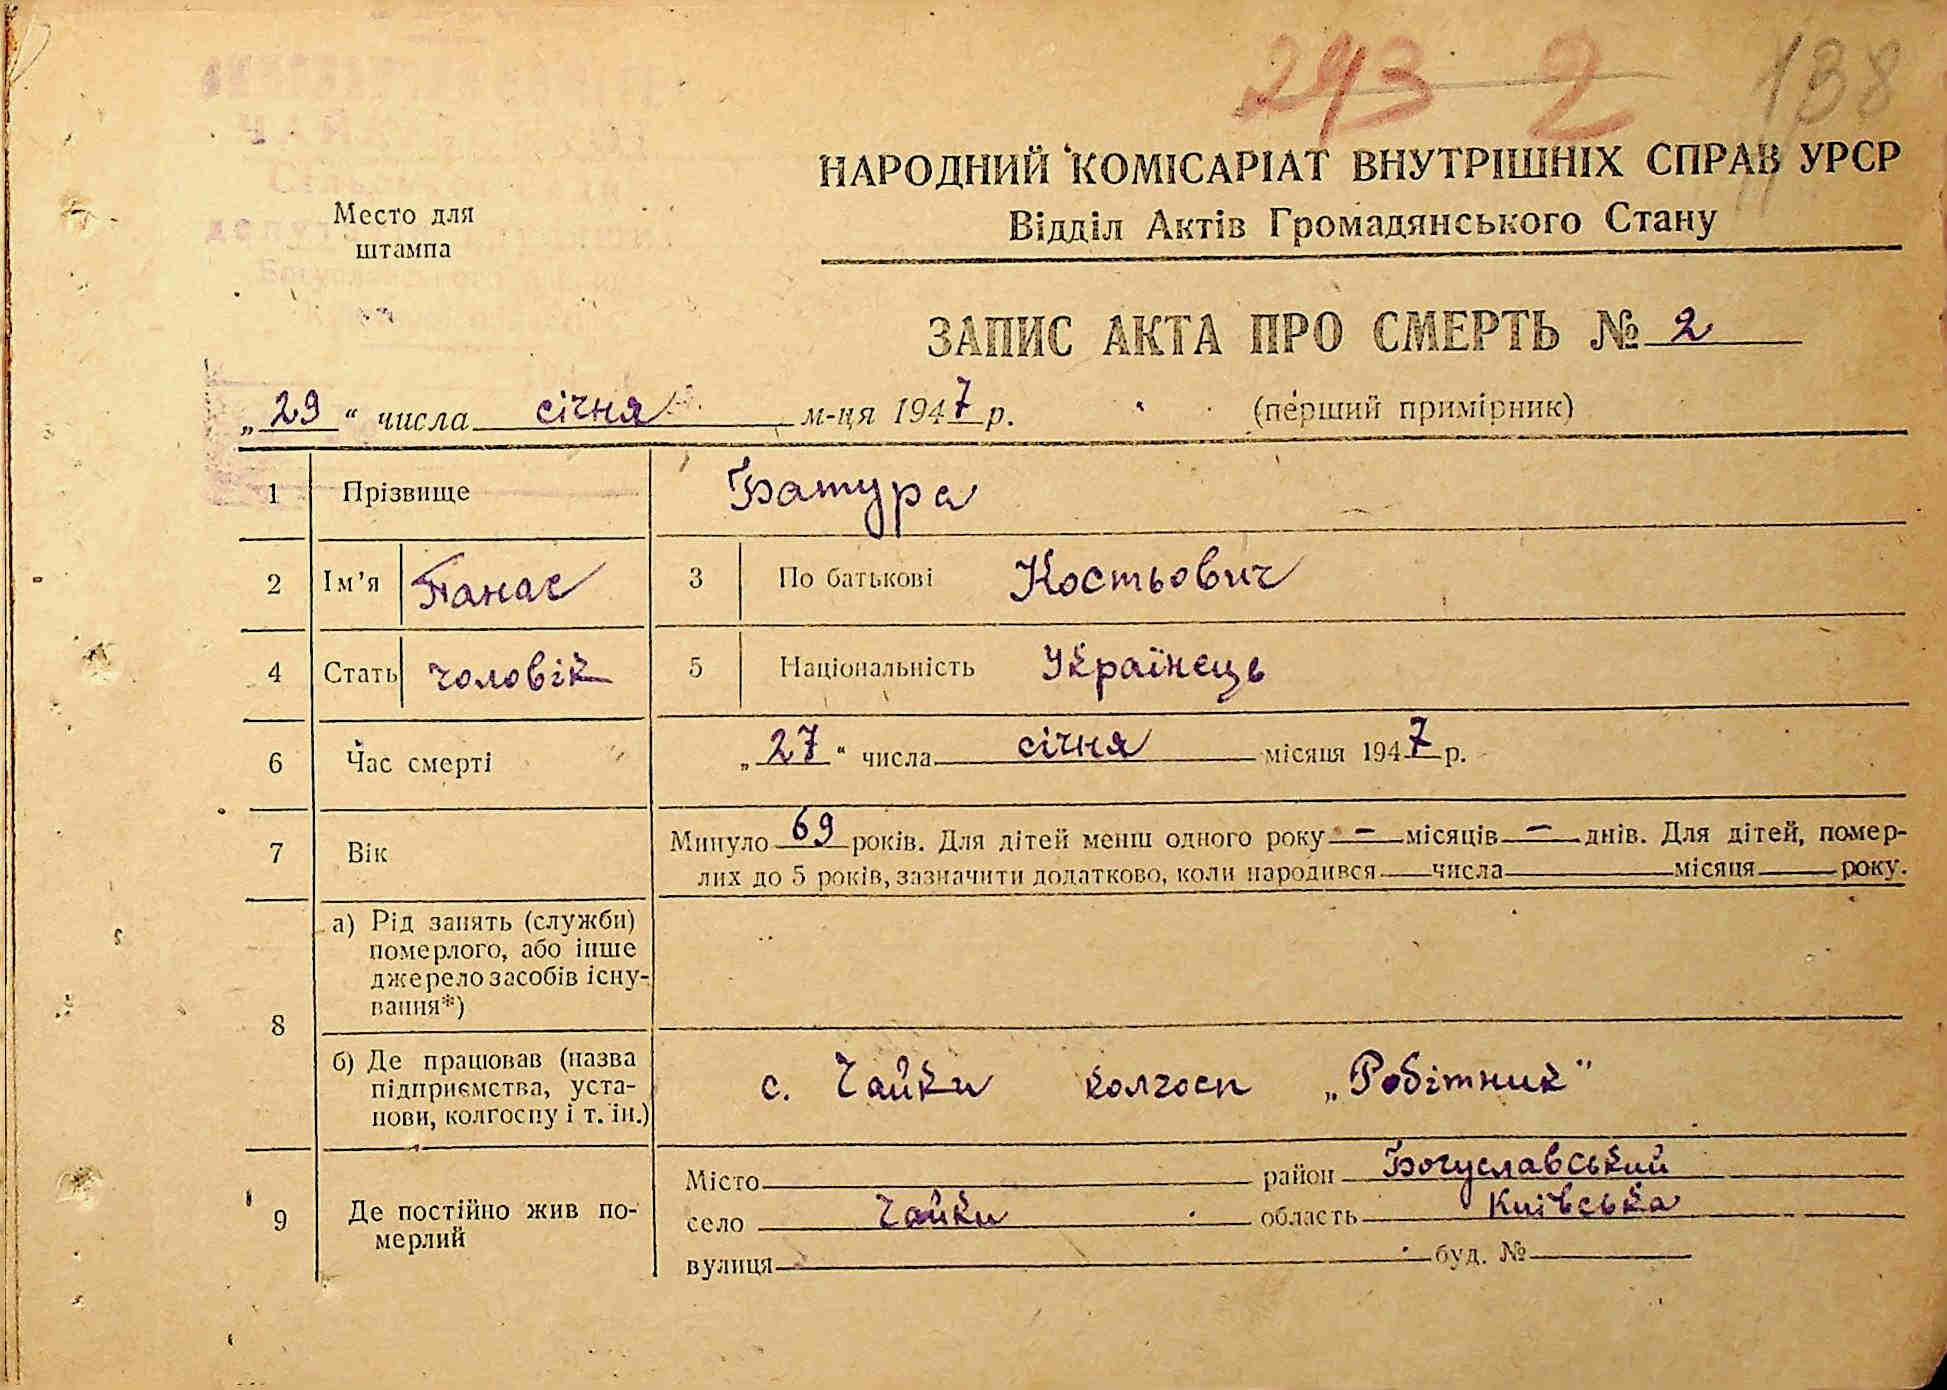 293 2 138
НАРОДНИЙ КОМІСАРІАТ ВНУТРІШНІХ СПРАВ УРСР
Відділ Актів Громадянського Стану
Место для
штампа
ЗАПИС АКТА ПРО СМЕРТЬ № 2
„29“ числа січня м-ця 1947 р. (перший примірник)
1 Прізвище Батура
2 Ім'я Панас 3 По батькові Костьович
4 Стать чоловік 5 Національність Українець
6 Час смерті „27“ числа січня місяця 1947 р.
7 Вік Минуло 69 років. Для дітей менш одного року - місяців - днів. Для дітей, помер-
лих до 5 років, зазначити додатково, коли народився числа місяця року.
8 а) Рід занять (служби)
померлого, або інше
джерело засобів існу-
вання*)
б) Де працював (назва
підприємства, уста-
нови, колгоспу і т. ін.)
с. Чайки колгосп „Робітник"
9 Де постійно жив по-
мерлий
Місто район Богуславський
село Чайки область Київська
вулиця буд. №